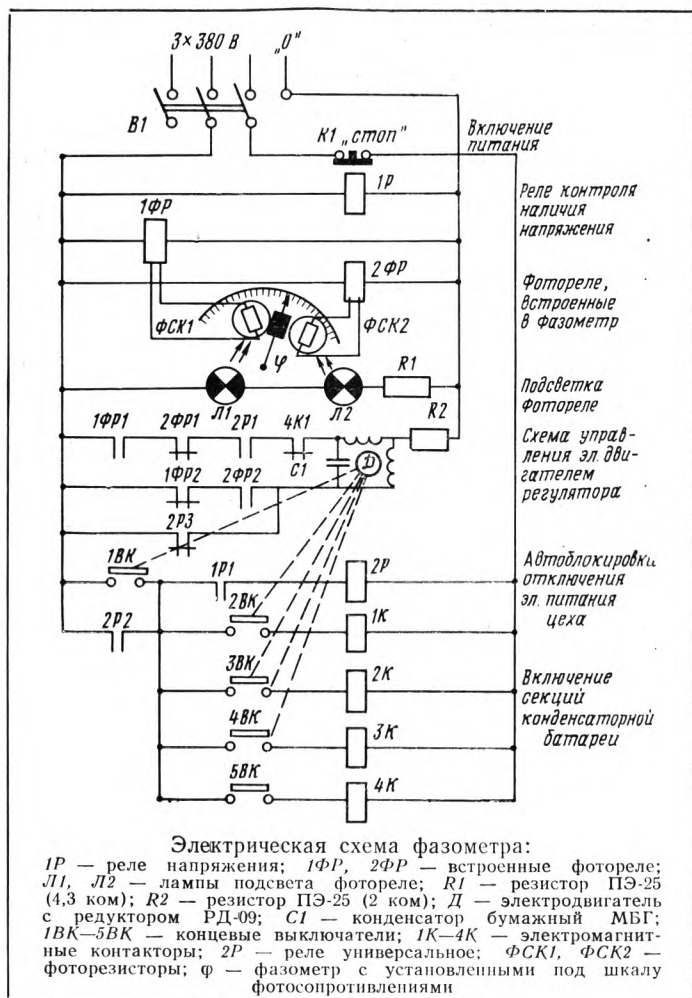 3×380 В „О"
В1
К1 „стоп"
Включение
питания
1Р
Реле контроля
наличия
напряжения
1ФР
2ФР
Фотореле,
встроенные
в фазометр
ФСК1
ФСК2
φ
Л1
Л2
R1
Подсветка
Фотореле
R2
1ФР1
2ФР1
2Р1
4К1
Схема управ-
ления эл. дви-
гателем
регулятора
С1
Д
1ФР2
2ФР2
2Р3
1ВК
1Р1
2Р
Автоблокировки
отключения
эл. питания
цеха
2Р2
2ВК
1К
3ВК
2К
Включение
секций
конденсаторной
батареи
4ВК
3К
5ВК
4К
Электрическая схема фазометра:
1Р — реле напряжения; 1ФР, 2ФР — встроенные фотореле;
Л1, Л2 — лампы подсвета фотореле; R1 — резистор ПЭ-25
(4,3 ком); R2 — резистор ПЭ-25 (2 ком); Д — электродвигатель
с редуктором РД-09; С1 — конденсатор бумажный МБГ;
1ВК—5ВК — концевые выключатели; 1К—4К — электромагнит-
ные контакторы; 2Р — реле универсальное; ФСК1, ФСК2 —
фоторезисторы; φ — фазометр с установленными под шкалу
фотосопротивлениями